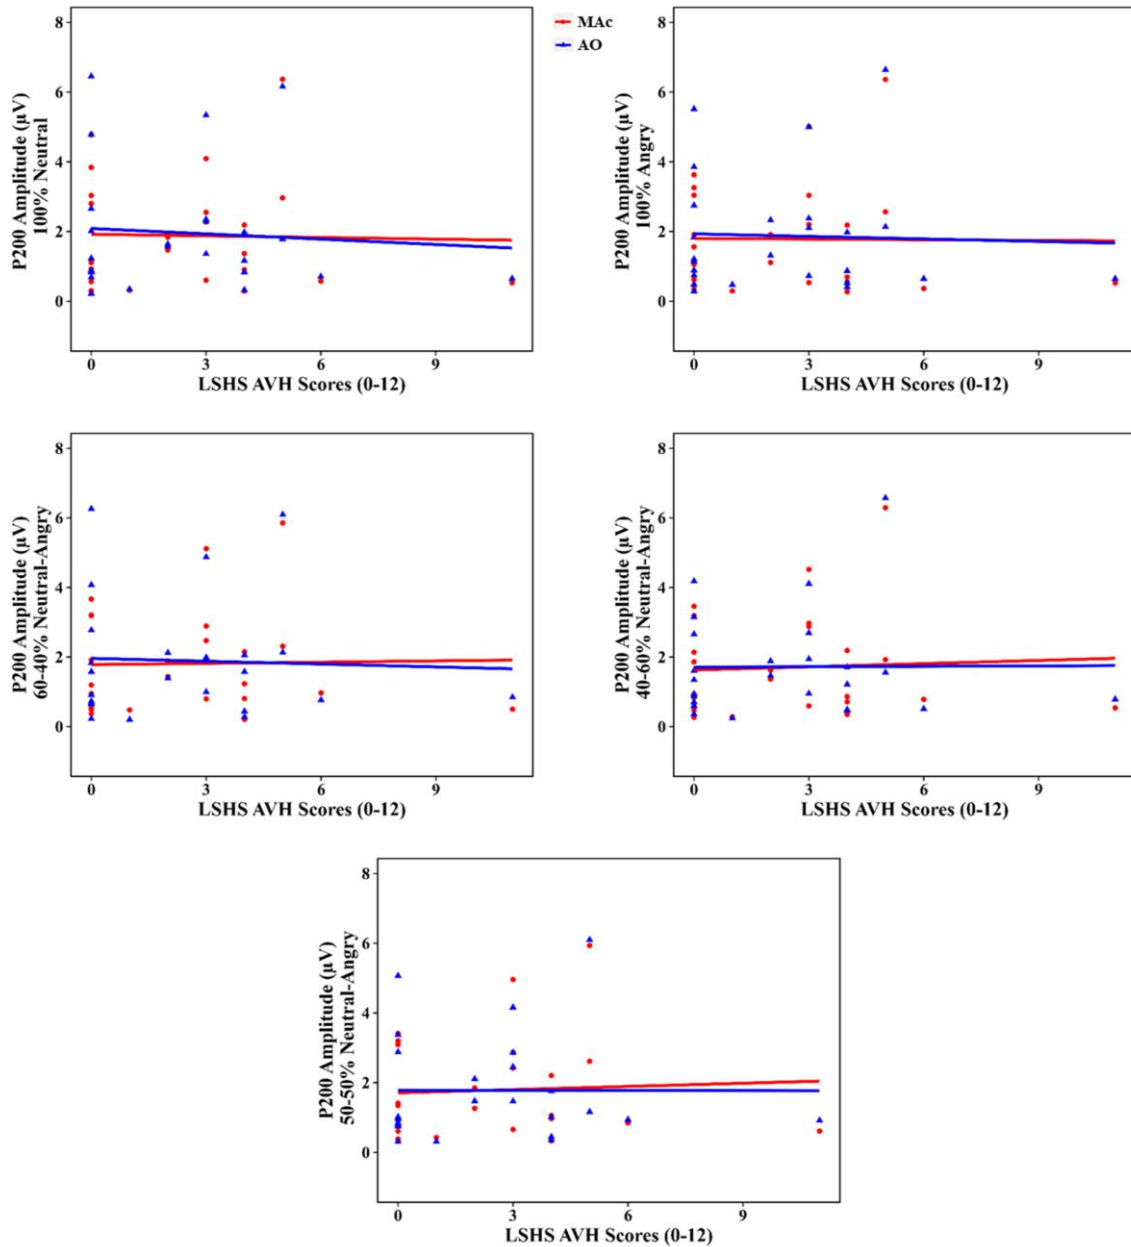 MAc
AO
P200 Amplitude (µV)
100% Neutral
8
6
4
2
0
0 3 6 9
LSHS AVH Scores (0-12)
P200 Amplitude (µV)
100% Angry
8
6
4
2
0
0 3 6 9
LSHS AVH Scores (0-12)
P200 Amplitude (µV)
60-40% Neutral-Angry
8
6
4
2
0
0 3 6 9
LSHS AVH Scores (0-12)
P200 Amplitude (µV)
40-60% Neutral-Angry
8
6
4
2
0
0 3 6 9
LSHS AVH Scores (0-12)
P200 Amplitude (µV)
50-50% Neutral-Angry
8
6
4
2
0
0 3 6 9
LSHS AVH Scores (0-12)